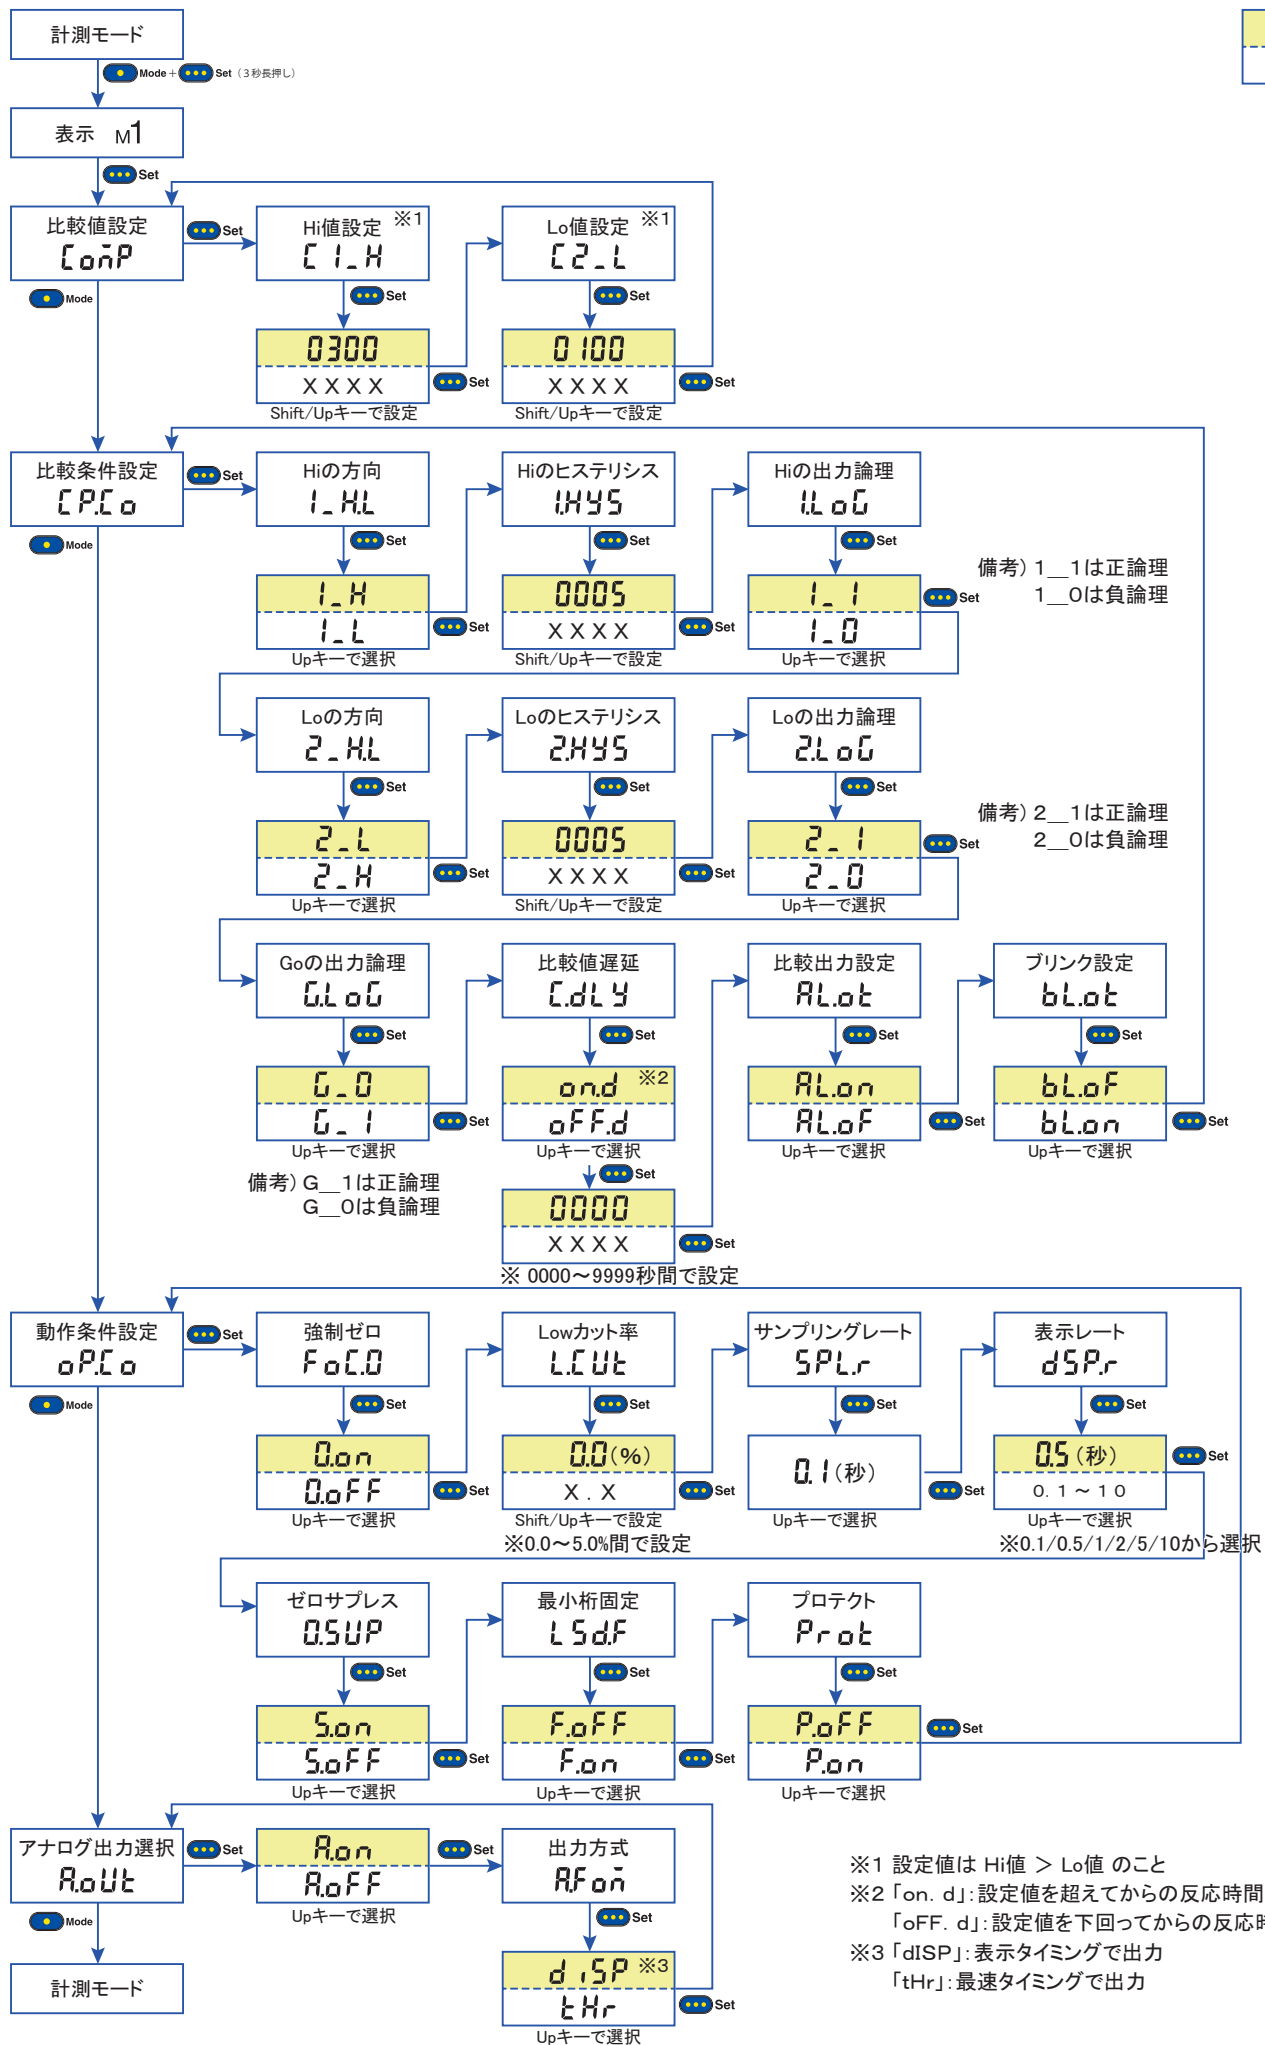 計測モード
Mode + Set (3秒長押し)
表示 M1
Set
比較値設定
ComP
Set
Mode
Hi値設定 ※1
C1_H
Set
0300
XXXX
Set
Shift/Upキーで設定
Lo値設定 ※1
C2_L
Set
0100
XXXX
Set
Shift/Upキーで設定
比較条件設定
CP.Co
Set
Mode
Hiの方向
1_H.L
Set
1_H
1_L
Set
Upキーで選択
Hiのヒステリシス
1.HYS
Set
0005
XXXX
Set
Shift/Upキーで設定
Hiの出力論理
1.LoG
Set
1_1
1_0
Set
Upキーで選択
備考) 1__1は正論理
1__0は負論理
Loの方向
2_H.L
Set
2_L
2_H
Set
Upキーで選択
Loのヒステリシス
2.HYS
Set
0005
XXXX
Set
Shift/Upキーで設定
Loの出力論理
2.LoG
Set
2_1
2_0
Set
Upキーで選択
備考) 2__1は正論理
2__0は負論理
Goの出力論理
G.LoG
Set
G_0
G_1
Set
Upキーで選択
備考) G__1は正論理
G__0は負論理
比較値遅延
C.dLY
Set
on.d ※2
oFF.d
Upキーで選択
Set
0000
XXXX
Set
※ 0000～9999秒間で設定
比較出力設定
AL.ot
Set
AL.on
AL.oF
Set
Upキーで選択
ブリンク設定
bL.ot
Set
bL.oF
bL.on
Set
Upキーで選択
動作条件設定
oP.Co
Set
Mode
強制ゼロ
FoC.0
Set
0.on
0.oFF
Set
Upキーで選択
Lowカット率
L.CUt
Set
0.0(%)
X.X
Set
Shift/Upキーで設定
※0.0～5.0%間で設定
サンプリングレート
SPL.r
Set
0.1(秒)
Set
Upキーで選択
表示レート
dSP.r
Set
0.5(秒)
0.1～10
Set
Upキーで選択
※0.1/0.5/1/2/5/10から選択
ゼロサプレス
0.SUP
Set
S.on
S.oFF
Set
Upキーで選択
最小桁固定
LSd.F
Set
F.oFF
F.on
Set
Upキーで選択
プロテクト
Prot
Set
P.oFF
P.on
Set
Upキーで選択
アナログ出力選択
A.oUt
Set
Mode
A.on
A.oFF
Set
Upキーで選択
出力方式
A.Fom
Set
diSP ※3
tHr
Set
Upキーで選択
計測モード
※1 設定値は Hi値 ＞ Lo値 のこと
※2「on. d」:設定値を超えてからの反応時間
「oFF. d」:設定値を下回ってからの反応
※3「dISP」:表示タイミングで出力
「tHr」:最速タイミングで出力